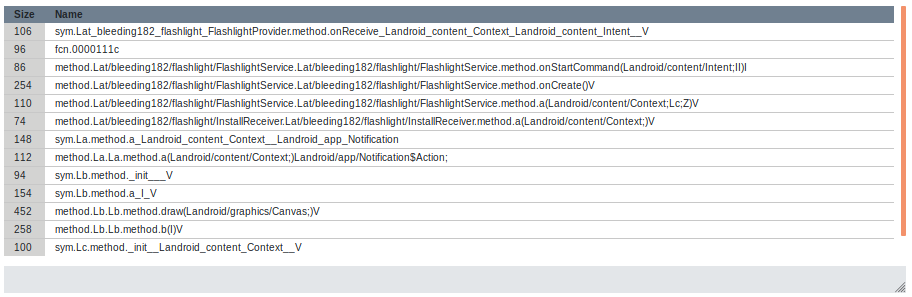 Size Name
106 sym.Lat_bleeding182_flashlight_FlashlightProvider.method.onReceive_Landroid_content_Context_Landroid_content_Intent__V
96 fcn.0000111c
86 method.Lat/bleeding182/flashlight/FlashlightService.Lat/bleeding182/flashlight/FlashlightService.method.onStartCommand(Landroid/content/Intent;II)I
254 method.Lat/bleeding182/flashlight/FlashlightService.Lat/bleeding182/flashlight/FlashlightService.method.onCreate()V
110 method.Lat/bleeding182/flashlight/FlashlightService.Lat/bleeding182/flashlight/FlashlightService.method.a(Landroid/content/Context;Lc;Z)V
74 method.Lat/bleeding182/flashlight/InstallReceiver.Lat/bleeding182/flashlight/InstallReceiver.method.a(Landroid/content/Context;)V
148 sym.La.method.a_Landroid_content_Context__Landroid_app_Notification
112 method.La.La.method.a(Landroid/content/Context;)Landroid/app/Notification$Action;
94 sym.Lb.method._init___V
154 sym.Lb.method.a_I_V
452 method.Lb.Lb.method.draw(Landroid/graphics/Canvas;)V
258 method.Lb.Lb.method.b(I)V
100 sym.Lc.method._init__Landroid_content_Context__V